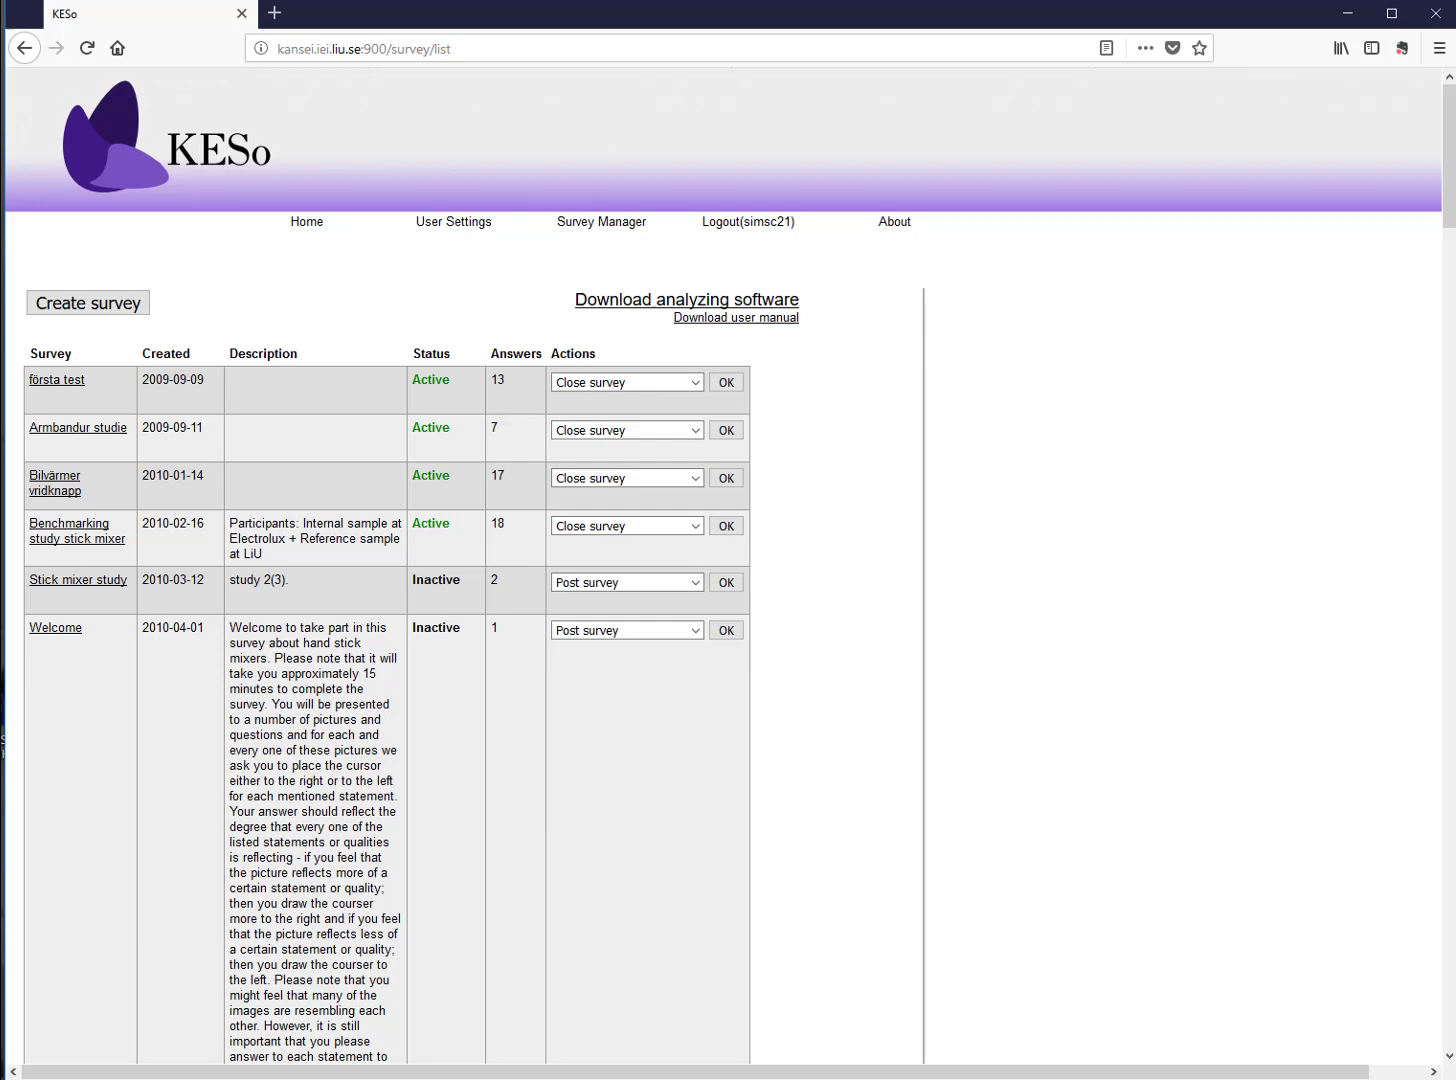 KESo
kansei.iei.liu.se:900/survey/list
KESo
Home User Settings Survey Manager Logout(simsc21) About
Create survey
Download analyzing software
Download user manual
Survey Created Description Status Answers Actions
första test 2009-09-09 Active 13 Close survey OK
Armbandur studie 2009-09-11 Active 7 Close survey OK
Bilvärmer 2010-01-14 Active 17 Close survey OK
vridknapp
Benchmarking 2010-02-16 Participants: Internal sample at Active 18 Close survey OK
study stick mixer Electrolux + Reference sample
at LiU
Stick mixer study 2010-03-12 study 2(3). Inactive 2 Post survey OK
Welcome 2010-04-01 Welcome to take part in this Inactive 1 Post survey OK
survey about hand stick
mixers. Please note that it will
take you approximately 15
minutes to complete the
survey. You will be presented
to a number of pictures and
questions and for each and
every one of these pictures we
ask you to place the cursor
either to the right or to the left
for each mentioned statement.
Your answer should reflect the
degree that every one of the
listed statements or qualities
is reflecting - if you feel that
the picture reflects more of a
certain statement or quality;
then you draw the courser
more to the right and if you feel
that the picture reflects less of
a certain statement or quality;
then you draw the courser to
the left. Please note that you
might feel that many of the
images are resembling each
other. However, it is still
important that you please
answer to each statement to